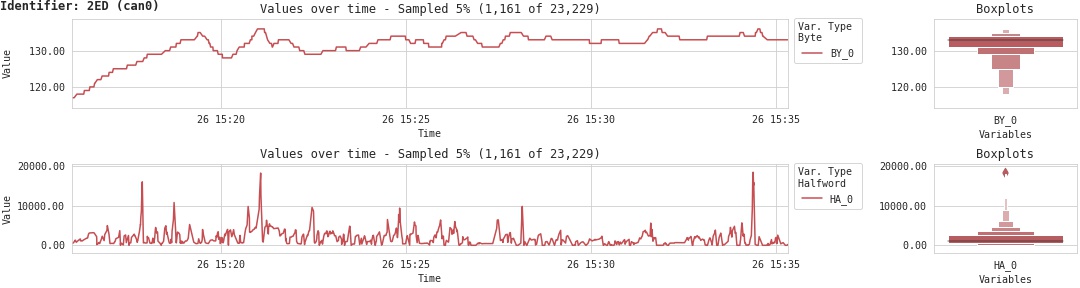 Identifier: 2ED (can0)
Values over time - Sampled 5% (1,161 of 23,229)
Boxplots
Value
130.00
120.00
26 15:20
26 15:25
26 15:30
26 15:35
Time
Var. Type
Byte
BY_0
130.00
120.00
BY_0
Variables
Values over time - Sampled 5% (1,161 of 23,229)
Boxplots
Value
20000.00
10000.00
0.00
26 15:20
26 15:25
26 15:30
26 15:35
Time
Var. Type
Halfword
HA_0
20000.00
10000.00
0.00
HA_0
Variables